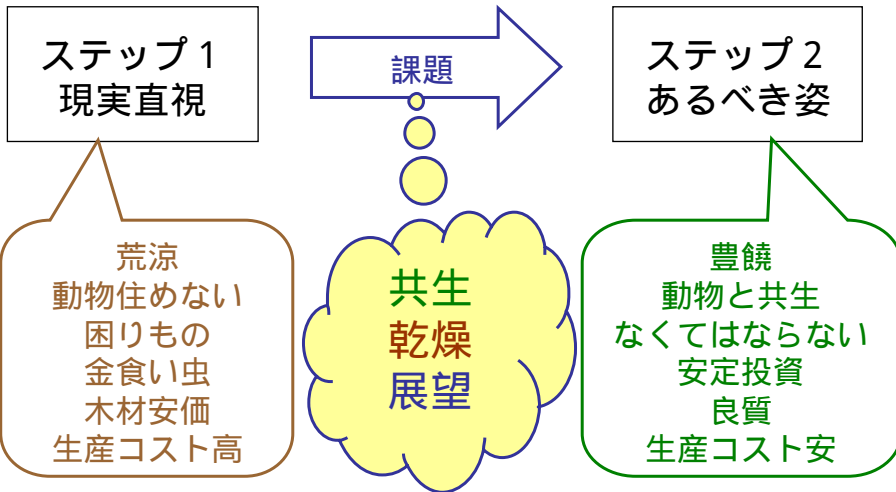 ステップ1
現実直視
課題
ステップ2
あるべき姿
荒涼
動物住めない
困りもの
金食い虫
木材安価
生産コスト高
共生
乾燥
展望
豊饒
動物と共生
なくてはならない
安定投資
良質
生産コスト安